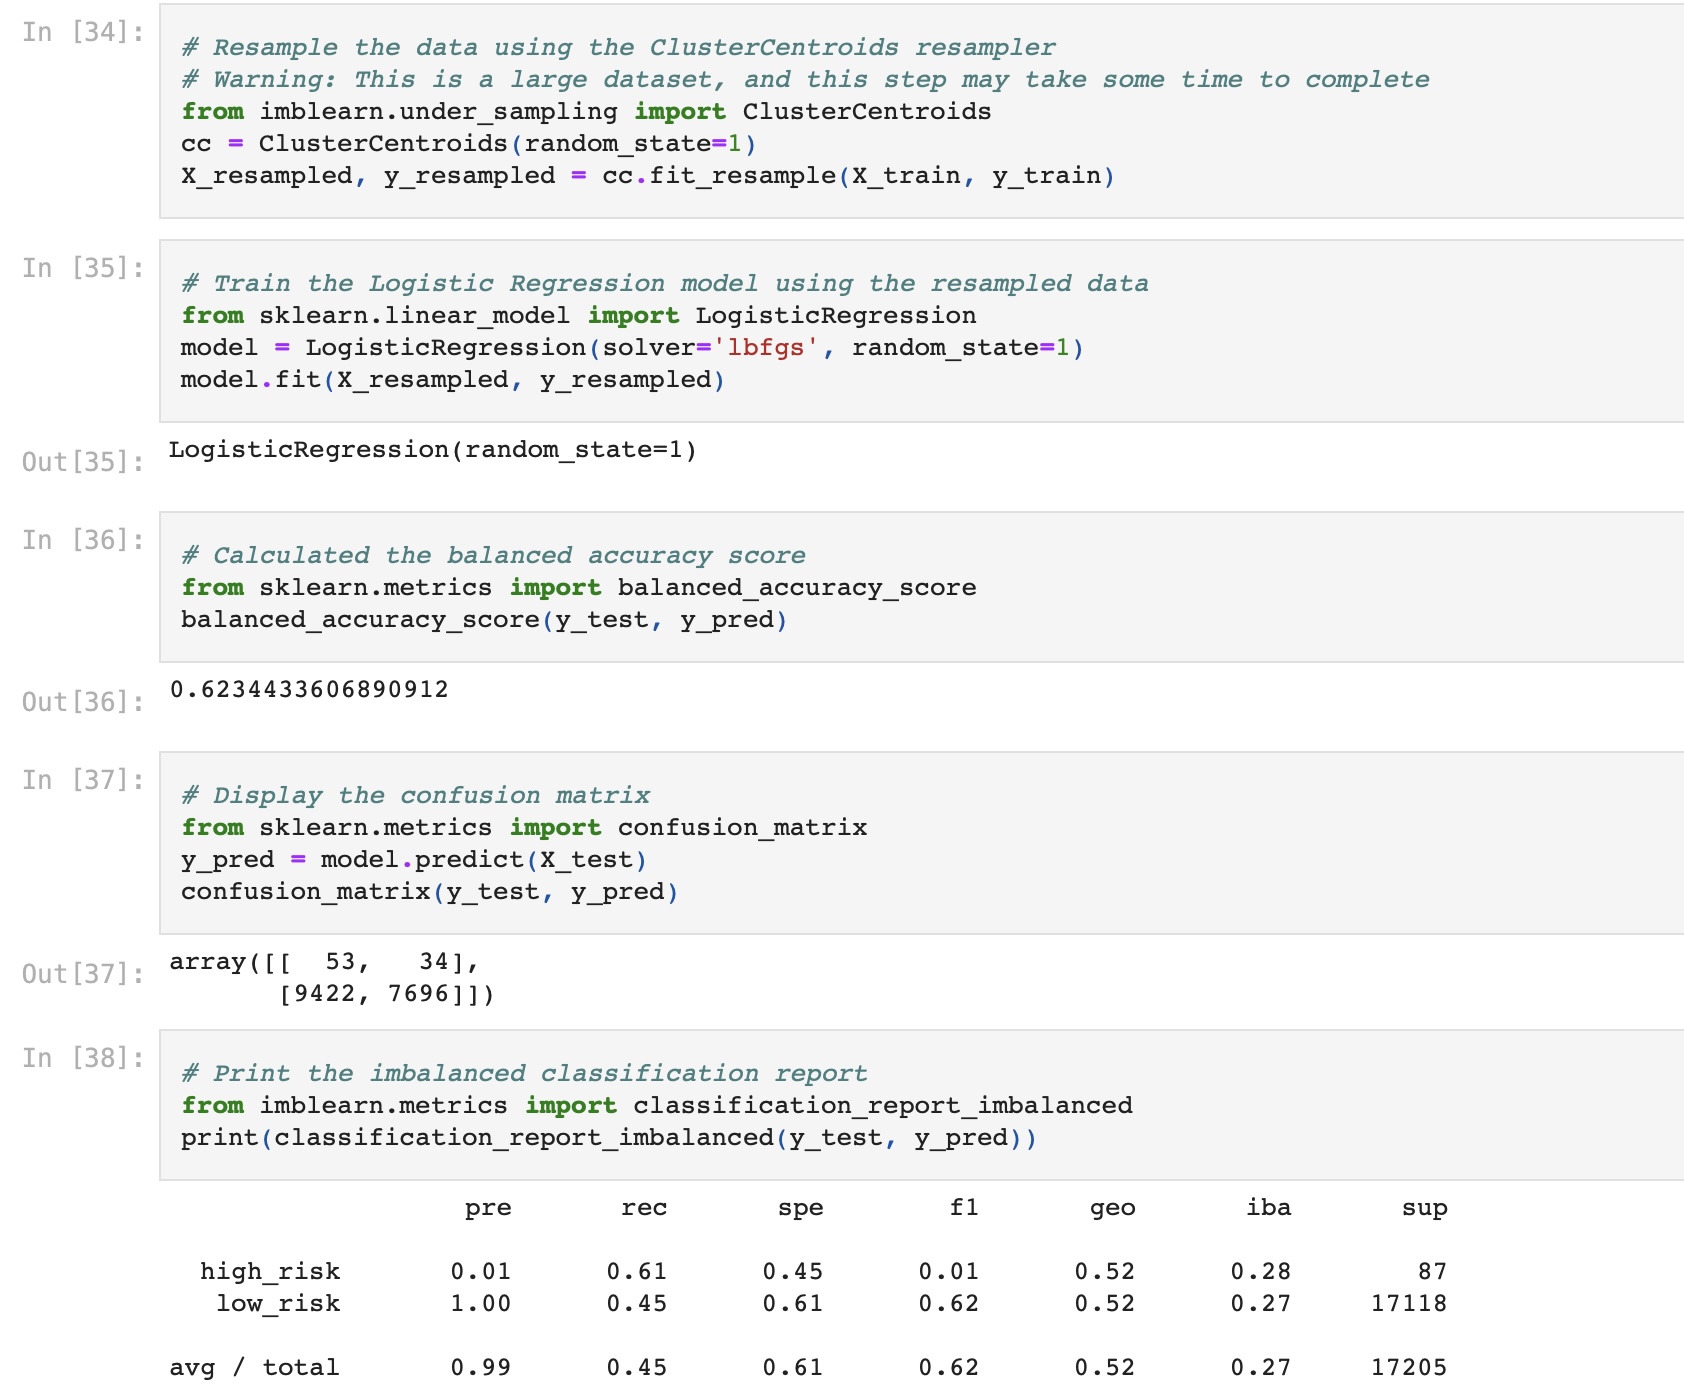 In [34]:
# Resample the data using the ClusterCentroids resampler
# Warning: This is a large dataset, and this step may take some time to complete
from imblearn.under_sampling import ClusterCentroids
cc = ClusterCentroids(random_state=1)
X_resampled, y_resampled = cc.fit_resample(X_train, y_train)
In [35]:
# Train the Logistic Regression model using the resampled data
from sklearn.linear_model import LogisticRegression
model = LogisticRegression(solver='lbfgs', random_state=1)
model.fit(X_resampled, y_resampled)
Out[35]: LogisticRegression(random_state=1)
In [36]:
# Calculated the balanced accuracy score
from sklearn.metrics import balanced_accuracy_score
balanced_accuracy_score(y_test, y_pred)
Out[36]: 0.6234433606890912
In [37]:
# Display the confusion matrix
from sklearn.metrics import confusion_matrix
y_pred = model.predict(X_test)
confusion_matrix(y_test, y_pred)
Out[37]: array([[  53,   34],
       [9422, 7696]])
In [38]:
# Print the imbalanced classification report
from imblearn.metrics import classification_report_imbalanced
print(classification_report_imbalanced(y_test, y_pred))
pre rec spe f1 geo iba sup
high_risk 0.01 0.61 0.45 0.01 0.52 0.28 87
low_risk 1.00 0.45 0.61 0.62 0.52 0.27 17118
avg / total 0.99 0.45 0.61 0.62 0.52 0.27 17205